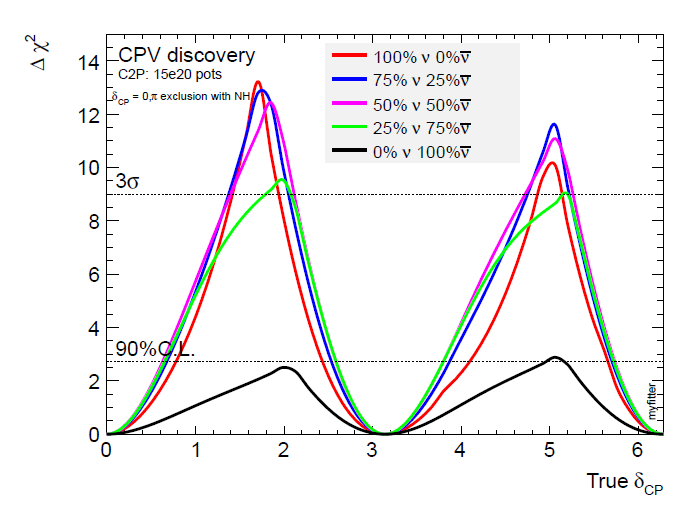 Δ χ²
CPV discovery
C2P: 15e20 pots
δCP = 0,π exclusion with NH
100% ν 0%ν̅
75% ν 25%ν̅
50% ν 50%ν̅
25% ν 75%ν̅
0% ν 100%ν̅
14
12
10
8
6
4
2
0
3σ
90%C.L.
myfitter
0 1 2 3 4 5 6
True δCP